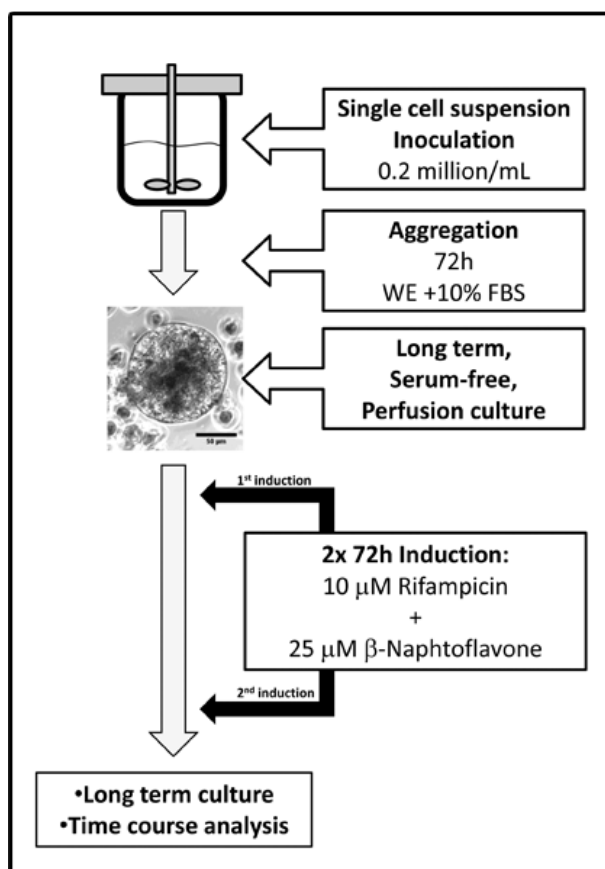 Single cell suspension
Inoculation
0.2 million/mL
Aggregation
72h
WE +10% FBS
Long term,
Serum-free,
Perfusion culture
50 µm
1st induction
2x 72h Induction:
10 µM Rifampicin
+
25 µM β-Naphtoflavone
2nd induction
•Long term culture
•Time course analysis